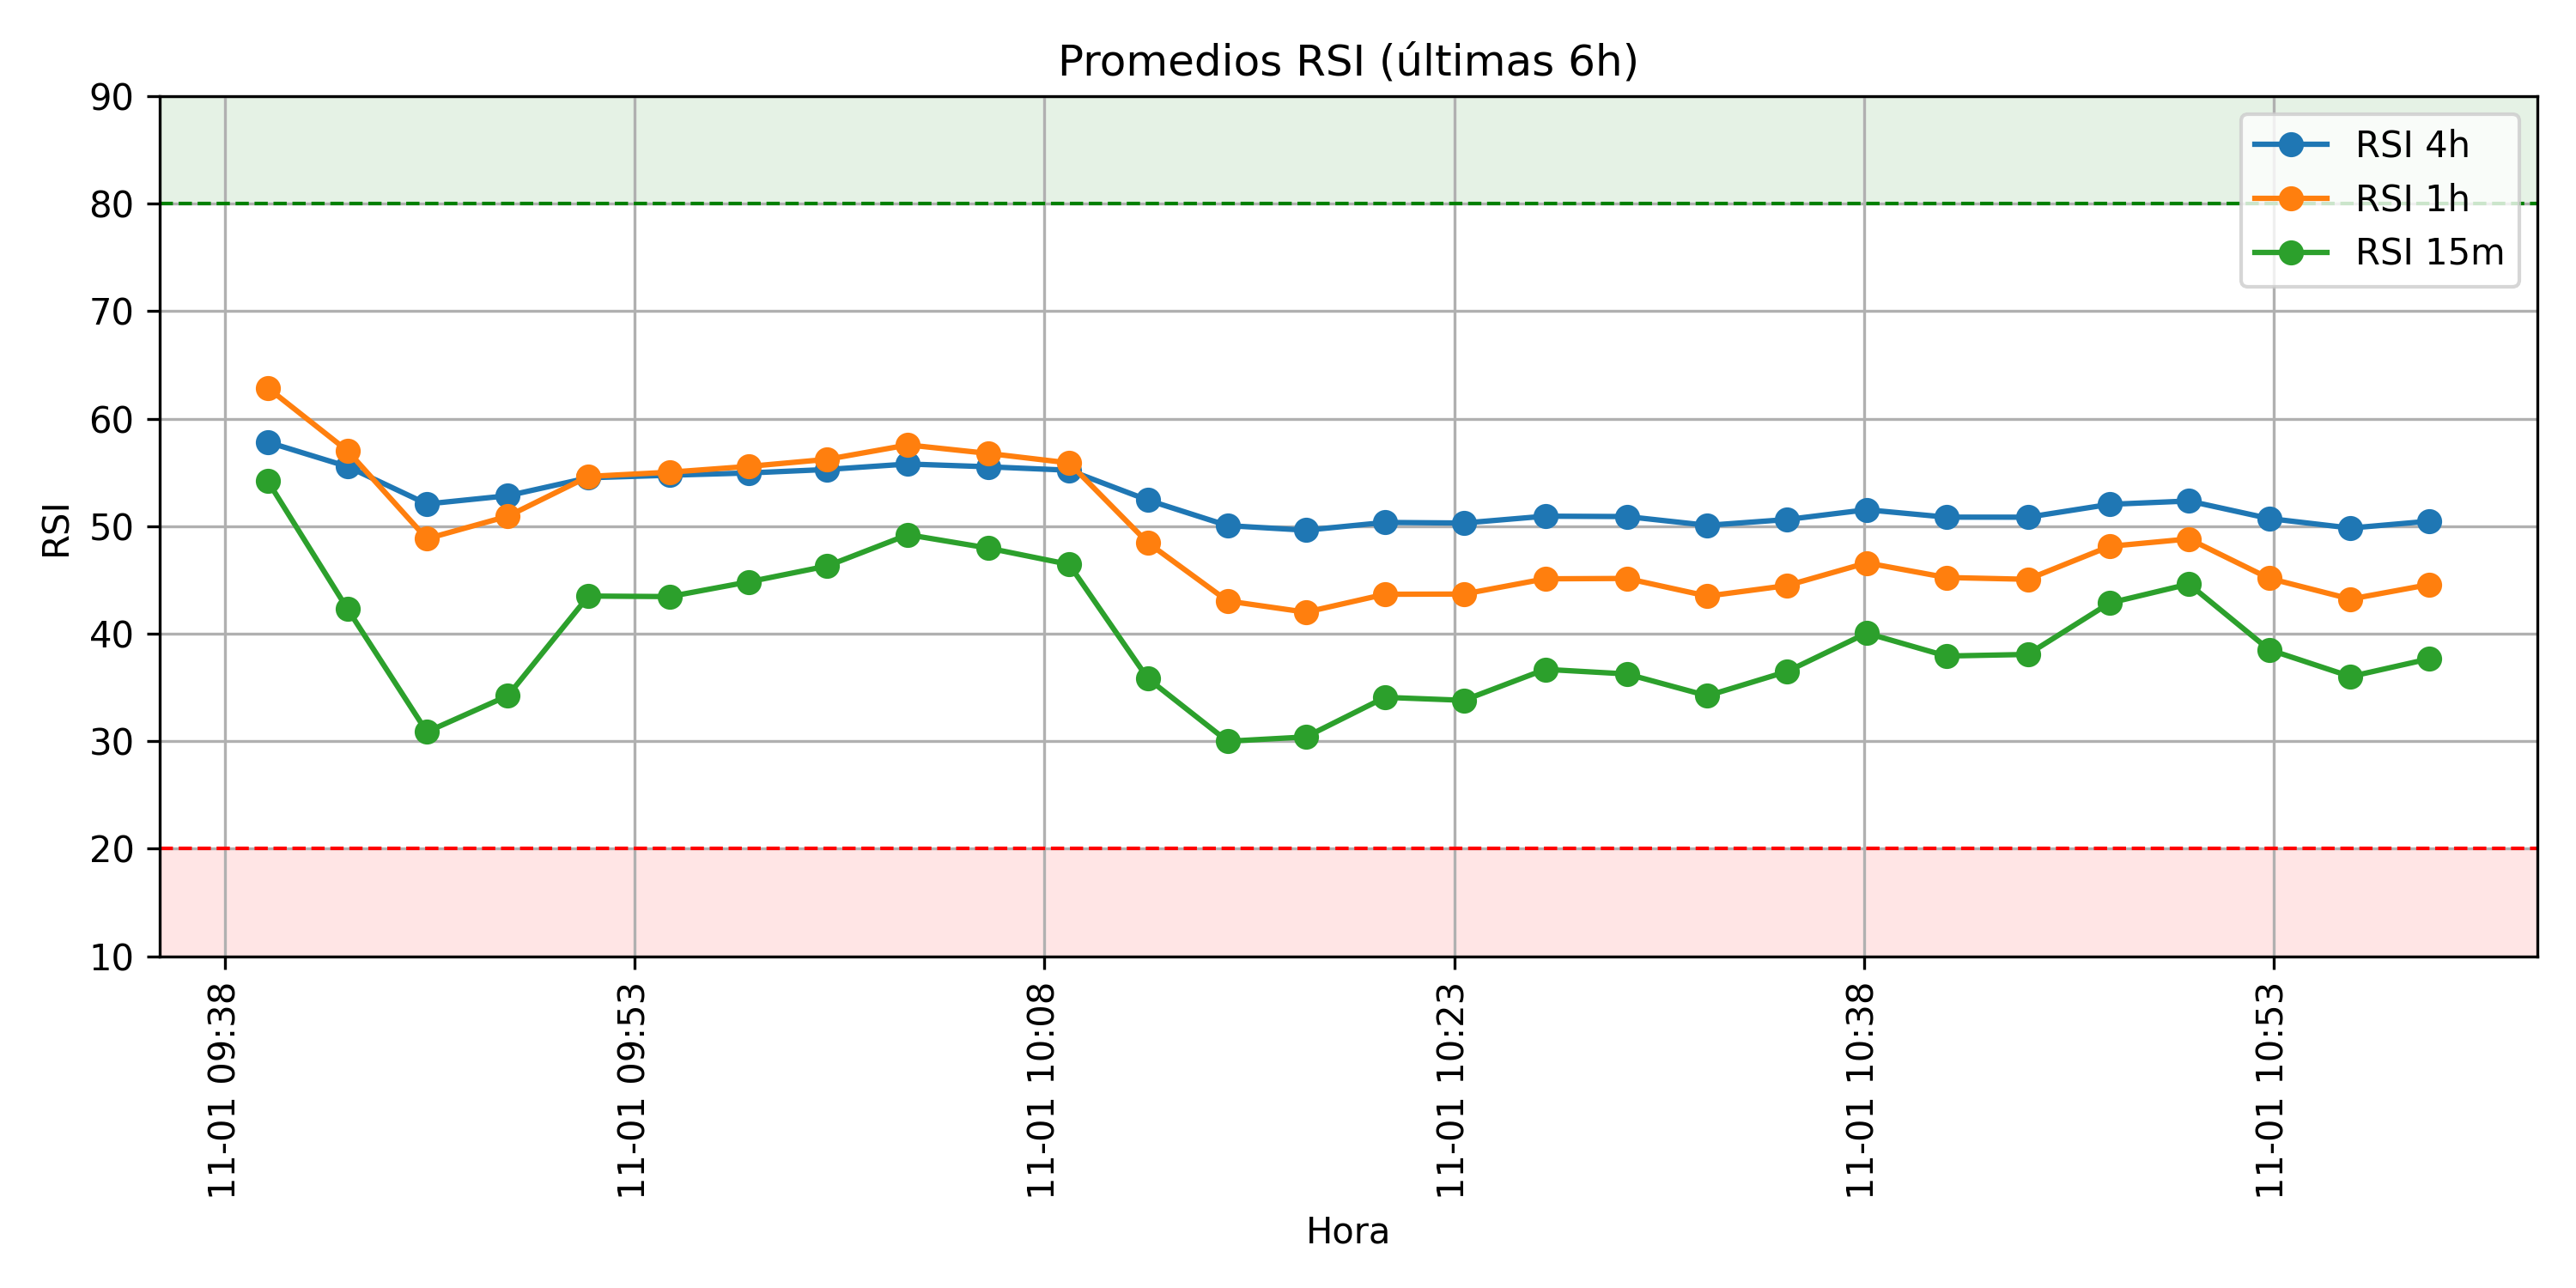 Promedios RSI (últimas 6h)
90
80
70
60
50
40
30
20
10
RSI
RSI 4h
RSI 1h
RSI 15m
11-01 09:38
11-01 09:53
11-01 10:08
11-01 10:23
11-01 10:38
11-01 10:53
Hora